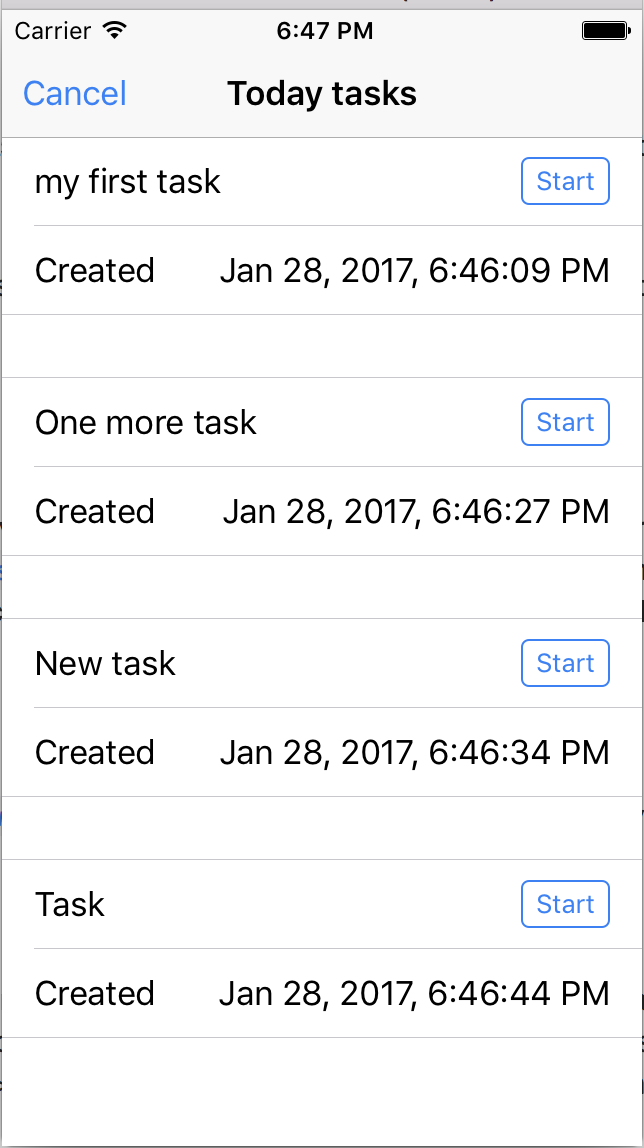 Carrier 6:47 PM
Cancel Today tasks
my first task Start
Created Jan 28, 2017, 6:46:09 PM
One more task Start
Created Jan 28, 2017, 6:46:27 PM
New task Start
Created Jan 28, 2017, 6:46:34 PM
Task Start
Created Jan 28, 2017, 6:46:44 PM